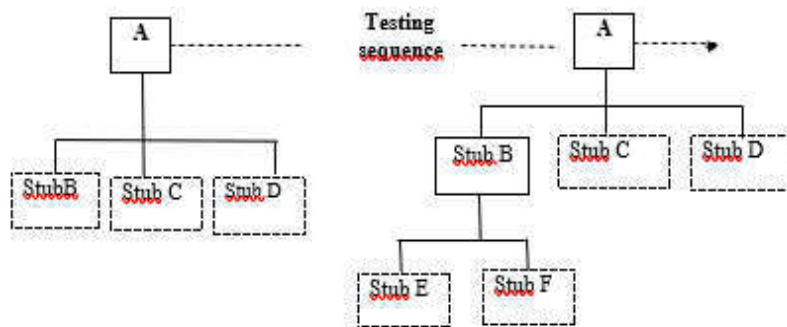 A
StubB
Stub C
Stub D
Testing
sequence
A
Stub B
Stub C
Stub D
Stub E
Stub F